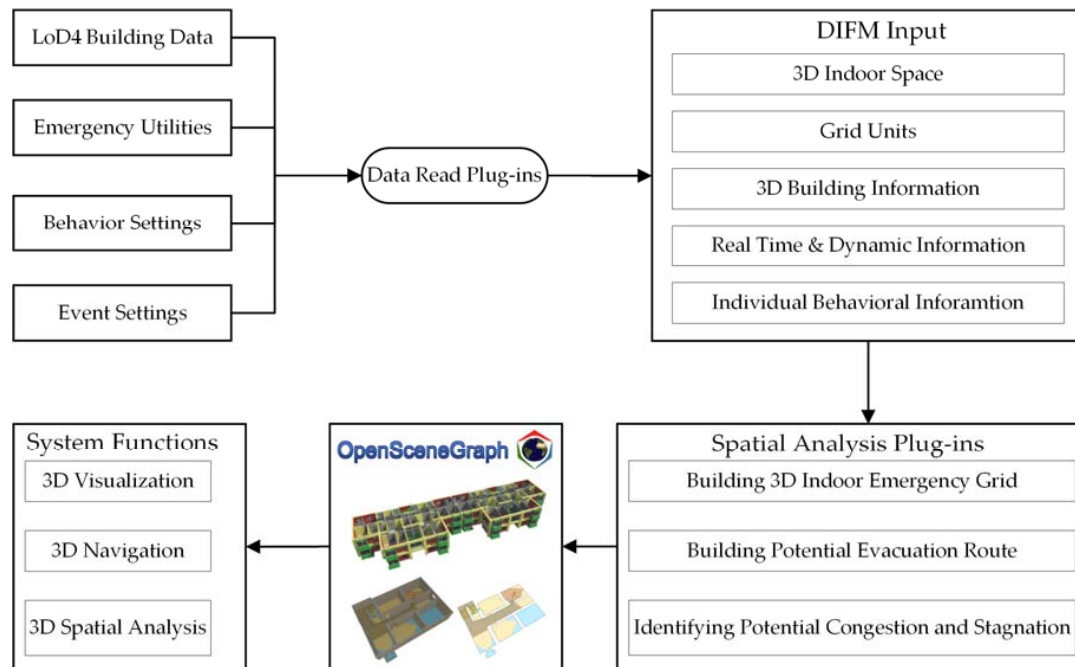 LoD4 Building Data
Emergency Utilities
Behavior Settings
Event Settings
Data Read Plug-ins
DIFM Input
3D Indoor Space
Grid Units
3D Building Information
Real Time & Dynamic Information
Individual Behavioral Inforamtion
Spatial Analysis Plug-ins
Building 3D Indoor Emergency Grid
Building Potential Evacuation Route
Identifying Potential Congestion and Stagnation
OpenSceneGraph
System Functions
3D Visualization
3D Navigation
3D Spatial Analysis